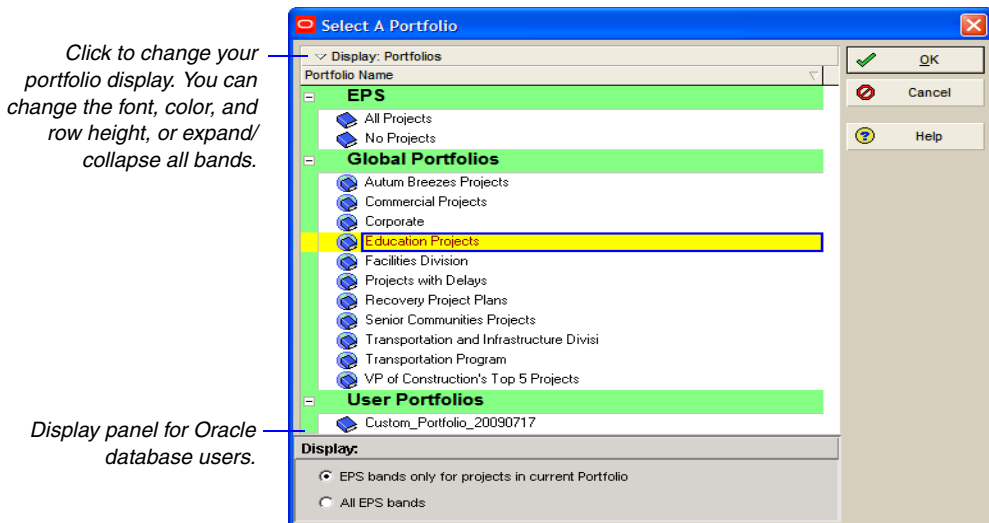 Select A Portfolio
Click to change your
portfolio display. You can
change the font, color, and
row height, or expand/
collapse all bands.
Display: Portfolios
Portfolio Name
EPS
All Projects
No Projects
Global Portfolios
Autum Breezes Projects
Commercial Projects
Corporate
Education Projects
Facilities Division
Projects with Delays
Recovery Project Plans
Senior Communities Projects
Transportation and Infrastructure Divisi
Transportation Program
VP of Construction's Top 5 Projects
User Portfolios
Custom_Portfolio_20090717
OK
Cancel
Help
Display panel for Oracle
database users.
Display:
EPS bands only for projects in current Portfolio
All EPS bands